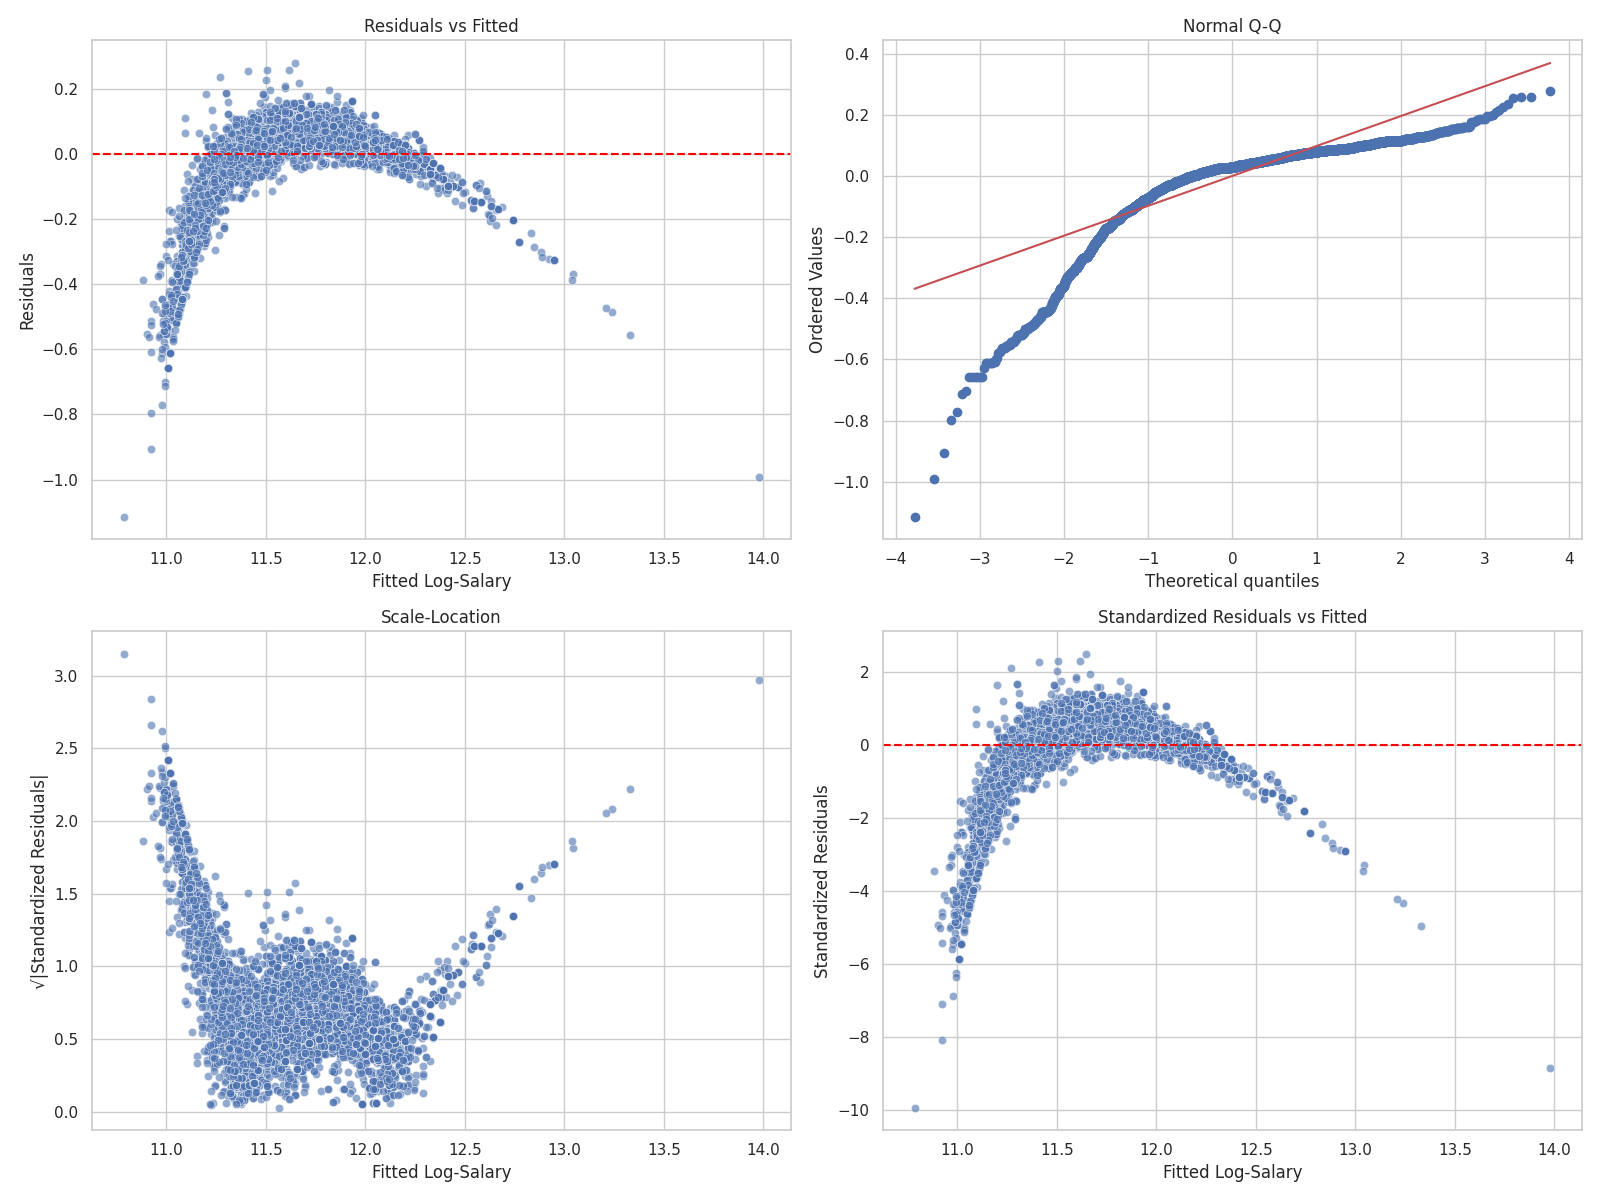 Residuals vs Fitted
0.2
0.0
−0.2
−0.4
−0.6
−0.8
−1.0
Residuals
11.0 11.5 12.0 12.5 13.0 13.5 14.0
Fitted Log-Salary
Normal Q-Q
0.4
0.2
0.0
−0.2
−0.4
−0.6
−0.8
−1.0
Ordered Values
−4 −3 −2 −1 0 1 2 3 4
Theoretical quantiles
Scale-Location
3.0
2.5
2.0
1.5
1.0
0.5
0.0
√|Standardized Residuals|
11.0 11.5 12.0 12.5 13.0 13.5 14.0
Fitted Log-Salary
Standardized Residuals vs Fitted
2
0
−2
−4
−6
−8
−10
Standardized Residuals
11.0 11.5 12.0 12.5 13.0 13.5 14.0
Fitted Log-Salary